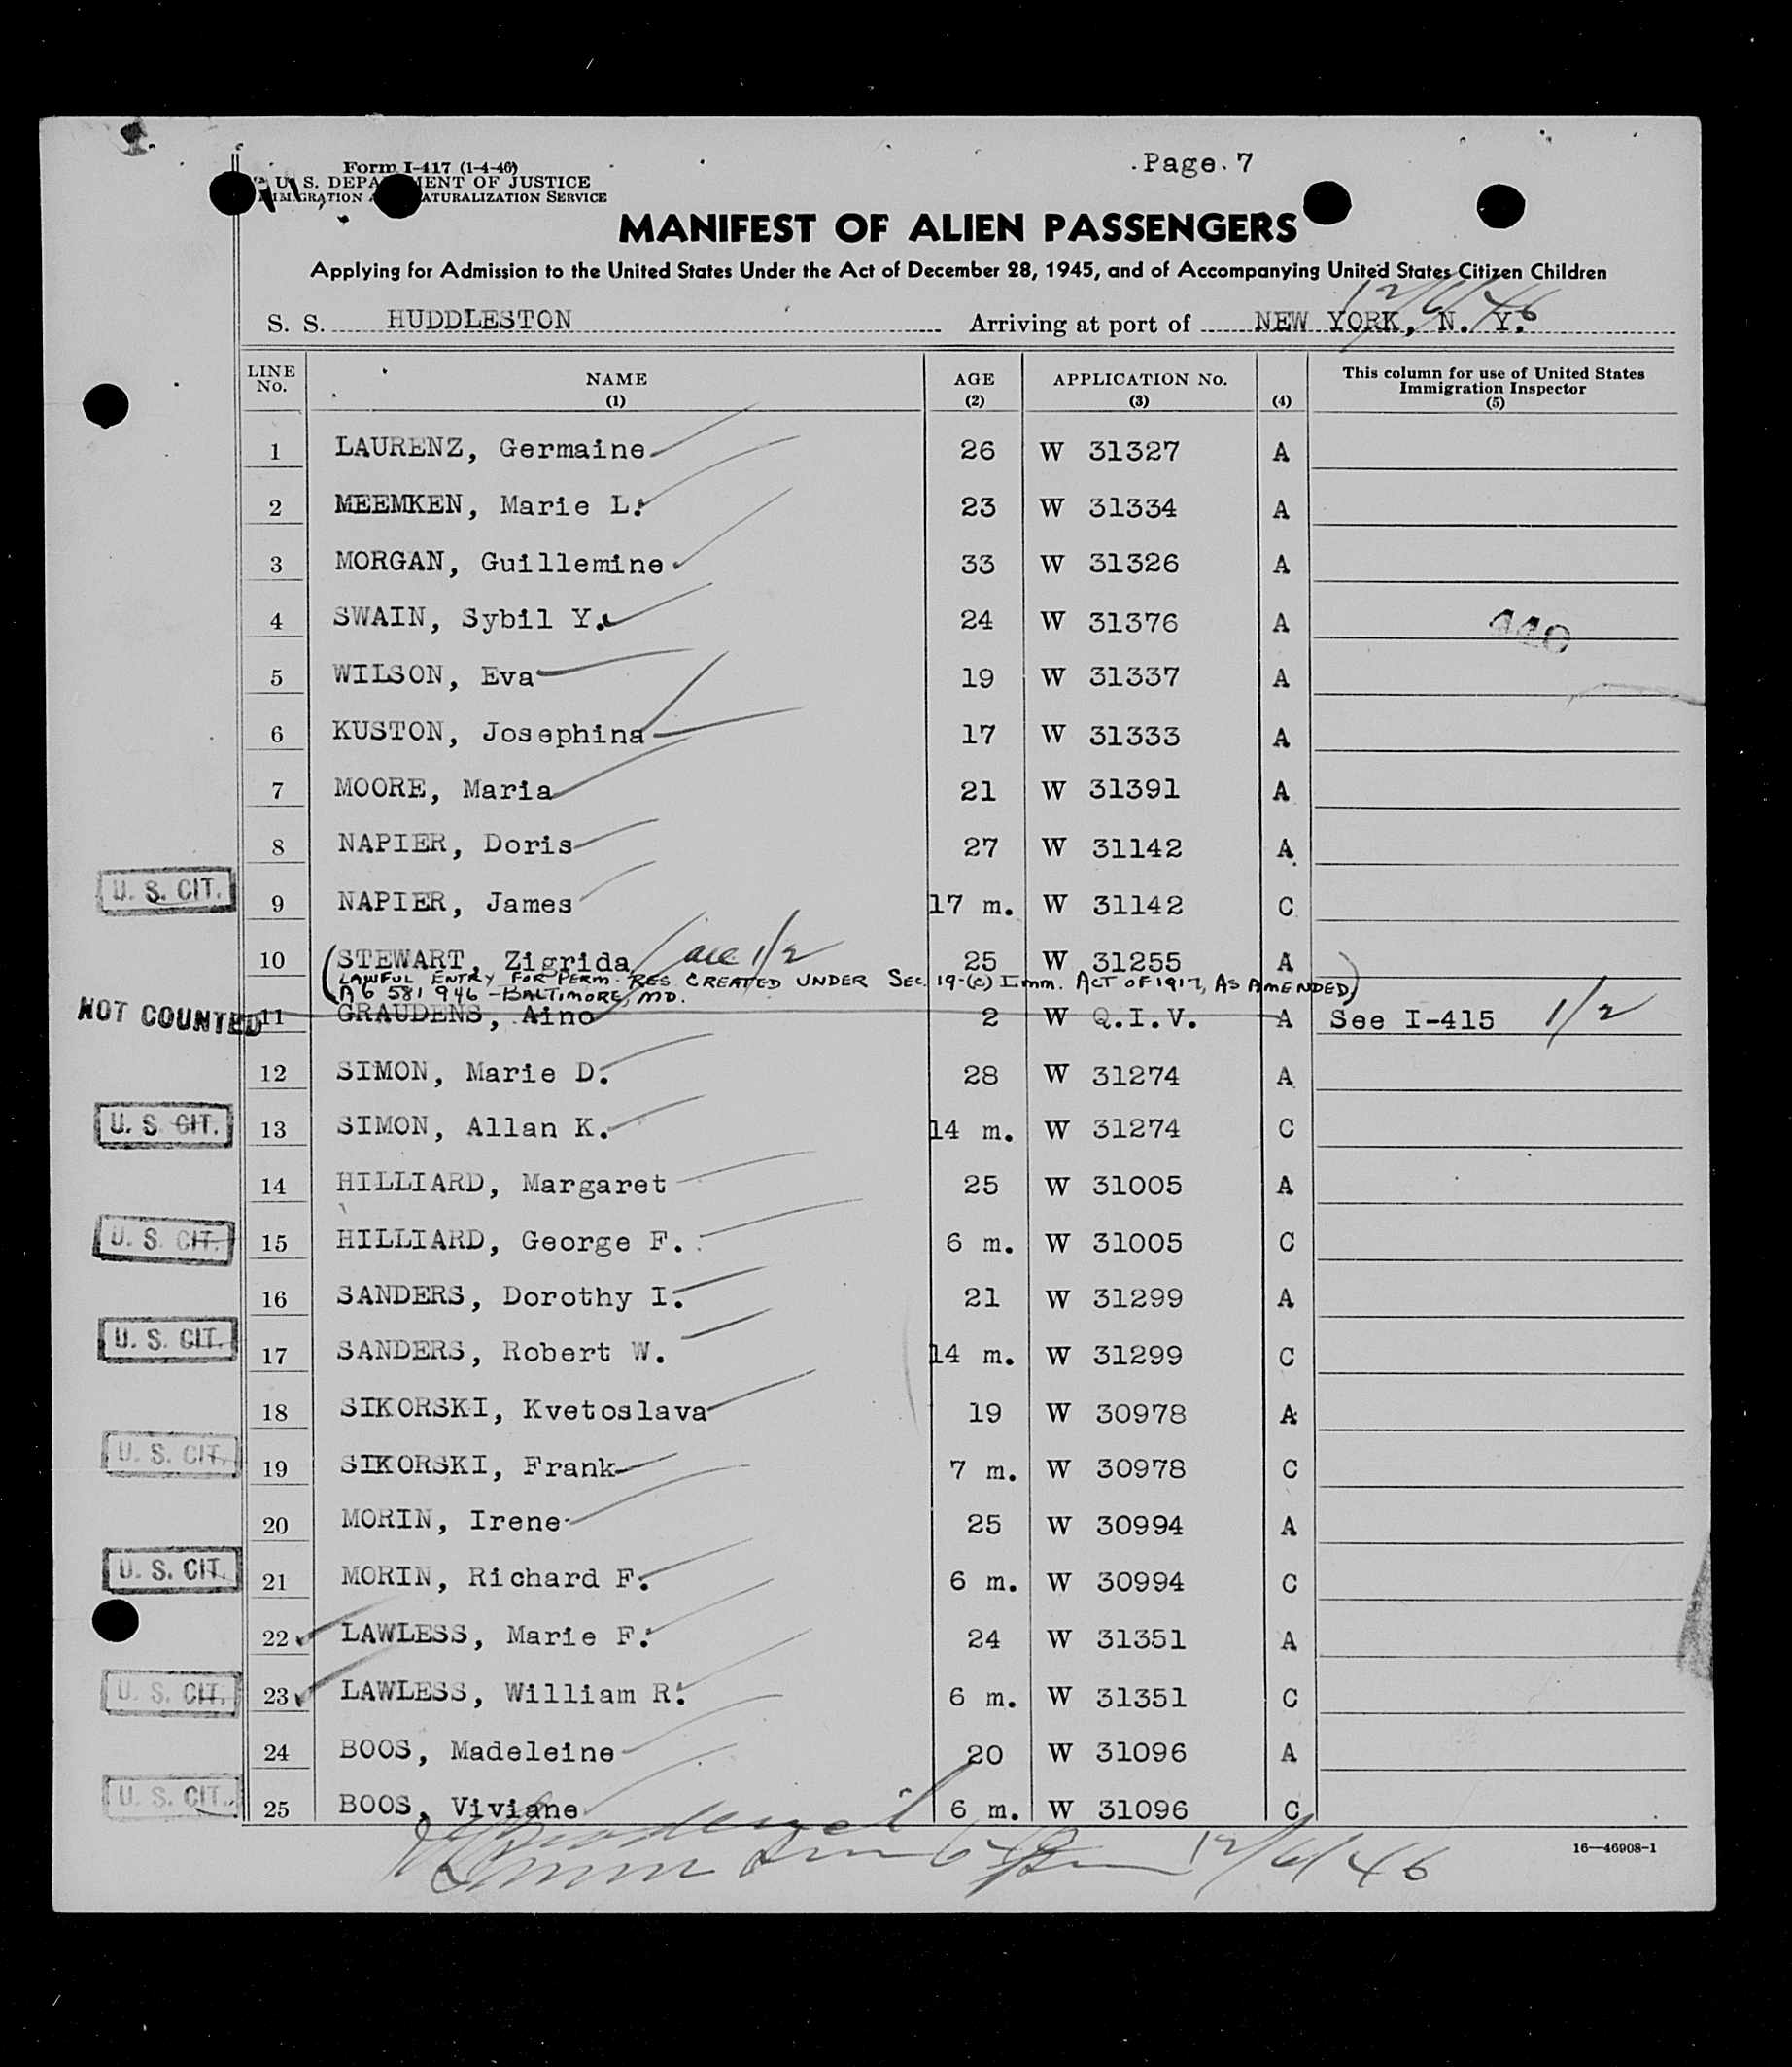 Page 7
Form I-417 (1-4-46)
U. S. DEPA MENT OF JUSTICE
IMMIGRATION A NATURALIZATION SERVICE
MANIFEST OF ALIEN PASSENGERS
Applying for Admission to the United States Under the Act of December 28, 1945, and of Accompanying United States Citizen Children
12/6/46
S. S. HUDDLESTON Arriving at port of NEW YORK, N. Y.
LINE No. NAME (1) AGE (2) APPLICATION No. (3) (4) This column for use of United States Immigration Inspector (5)
1 LAURENZ, Germaine 26 W 31327 A
2 MEEMKEN, Marie L. 23 W 31334 A
3 MORGAN, Guillemine 33 W 31326 A
4 SWAIN, Sybil Y. 24 W 31376 A
5 WILSON, Eva 19 W 31337 A
6 KUSTON, Josephina 17 W 31333 A
7 MOORE, Maria 21 W 31391 A
8 NAPIER, Doris 27 W 31142 A
U. S. CIT. 9 NAPIER, James 17 m. W 31142 C
10 STEWART, Zigrida 1/2 25 W 31255 A
(LAWFUL ENTRY FOR PERM. RES CREATED UNDER SEC. 19-(c) Imm. ACT OF 1917, AS AMENDED)
A6 581 946 - BALTIMORE, MD.
NOT COUNTED 11 GRAUDENS, Aino 2 W Q.I.V. A See I-415 1/2
12 SIMON, Marie D. 28 W 31274 A
U. S. CIT. 13 SIMON, Allan K. 14 m. W 31274 C
14 HILLIARD, Margaret 25 W 31005 A
U. S. CIT. 15 HILLIARD, George F. 6 m. W 31005 C
16 SANDERS, Dorothy I. 21 W 31299 A
U. S. CIT. 17 SANDERS, Robert W. 14 m. W 31299 C
18 SIKORSKI, Kvetoslava 19 W 30978 A
U. S. CIT. 19 SIKORSKI, Frank 7 m. W 30978 C
20 MORIN, Irene 25 W 30994 A
U. S. CIT. 21 MORIN, Richard F. 6 m. W 30994 C
22 LAWLESS, Marie F. 24 W 31351 A
U. S. CIT. 23 LAWLESS, William R. 6 m. W 31351 C
24 BOOS, Madeleine 20 W 31096 A
U. S. CIT. 25 BOOS, Viviane 6 m. W 31096 C
12/6/46
16—46908-1